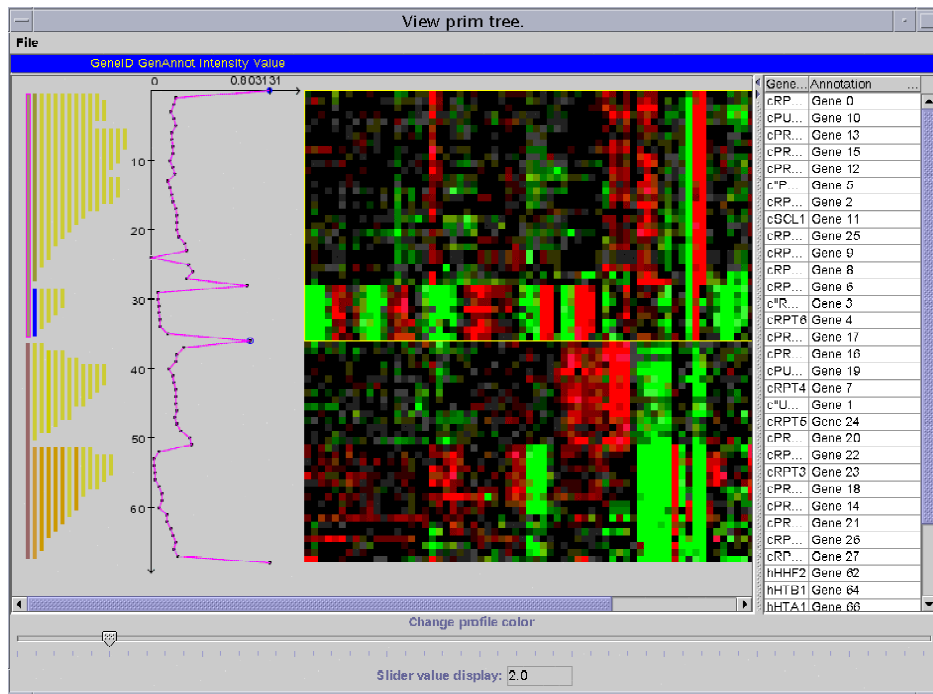 View prim tree.
File
GeneID GenAnnot Intensity Value
0 0.803131
10
20
30
40
50
60
Gene... Annotation ...
cRP... Gene 0
cPU... Gene 10
cPR... Gene 13
cPR... Gene 15
cPR... Gene 12
c"P... Gene 5
cRP... Gene 2
cSCL1 Gene 11
cRP... Gene 25
cRP... Gene 9
cRP... Gene 8
cRP... Gene 6
c"R... Gene 3
cRPT6 Gene 4
cPR... Gene 17
cPR... Gene 16
cPU... Gene 19
cRPT4 Gene 7
c"U... Gene 1
cRPT5 Gene 24
cPR... Gene 20
cRP... Gene 22
cRPT3 Gene 23
cPR... Gene 18
cPR... Gene 14
cPR... Gene 21
cRP... Gene 26
cRP... Gene 27
hHHF2 Gene 62
hHTB1 Gene 64
hHTA1 Gene 66
Change profile color
Slider value display: 2.0